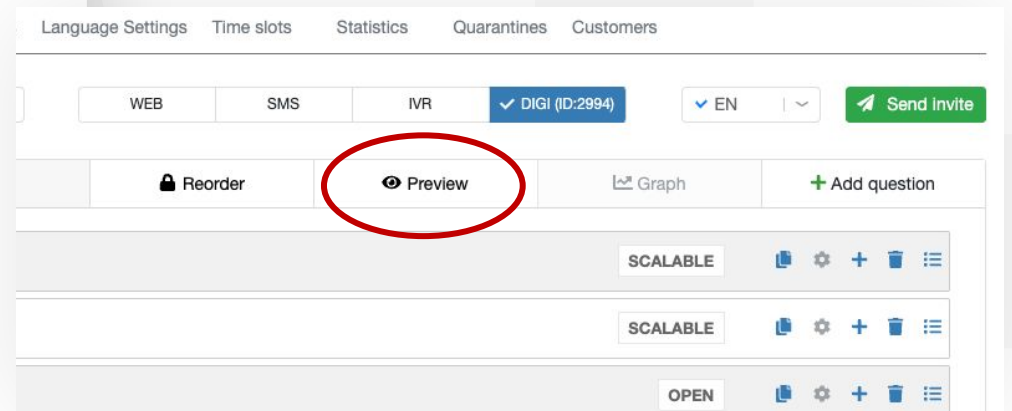 Language Settings Time slots Statistics Quarantines Customers
WEB SMS IVR DIGI (ID:2994) EN Send invite
Reorder Preview Graph Add question
SCALABLE
SCALABLE
OPEN